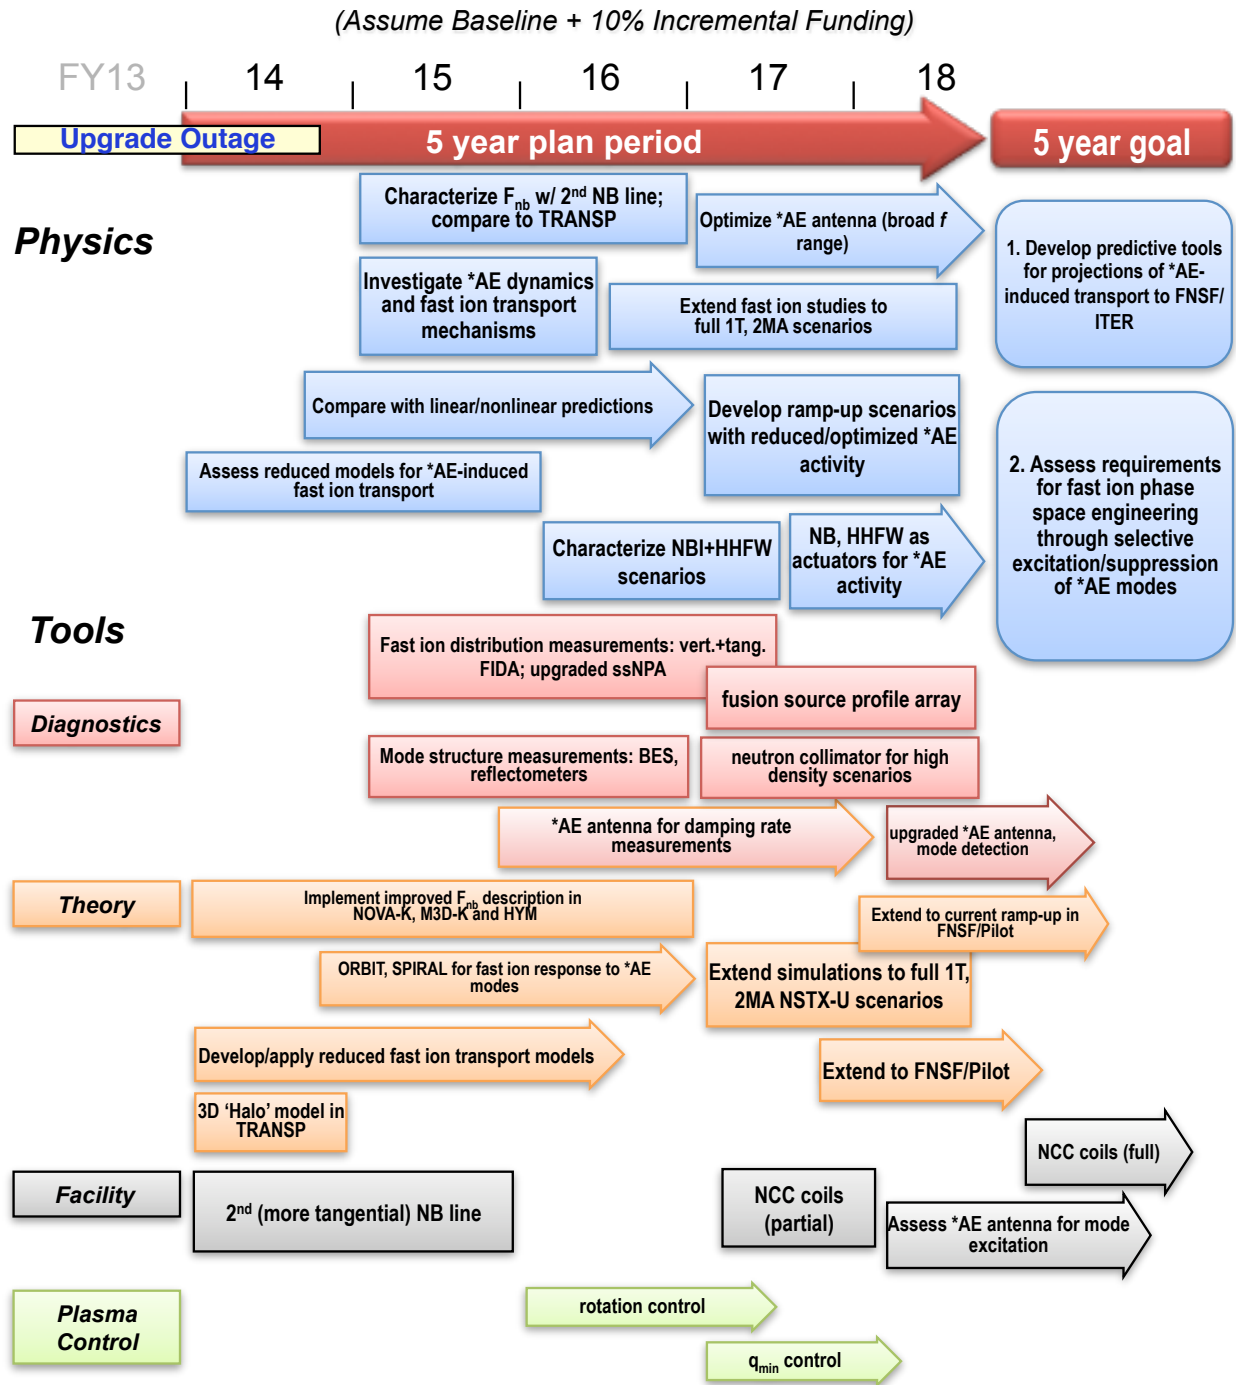 (Assume Baseline + 10% Incremental Funding)
FY13 14 15 16 17 18
Upgrade Outage
5 year plan period
5 year goal
Physics
Characterize Fnb w/ 2nd NB line;
compare to TRANSP
Optimize *AE antenna (broad f
range)
1. Develop predictive tools
for projections of *AE-
induced transport to FNSF/
ITER
Investigate *AE dynamics
and fast ion transport
mechanisms
Extend fast ion studies to
full 1T, 2MA scenarios
Compare with linear/nonlinear predictions
Develop ramp-up scenarios
with reduced/optimized *AE
activity
2. Assess requirements
for fast ion phase
space engineering
through selective
excitation/suppression
of *AE modes
Assess reduced models for *AE-induced
fast ion transport
Characterize NBI+HHFW
scenarios
NB, HHFW as
actuators for *AE
activity
Tools
Fast ion distribution measurements: vert.+tang.
FIDA; upgraded ssNPA
fusion source profile array
Diagnostics
Mode structure measurements: BES,
reflectometers
neutron collimator for high
density scenarios
*AE antenna for damping rate
measurements
upgraded *AE antenna,
mode detection
Theory
Implement improved Fnb description in
NOVA-K, M3D-K and HYM
Extend to current ramp-up in
FNSF/Pilot
ORBIT, SPIRAL for fast ion response to *AE
modes
Extend simulations to full 1T,
2MA NSTX-U scenarios
Develop/apply reduced fast ion transport models
Extend to FNSF/Pilot
3D ‘Halo’ model in
TRANSP
NCC coils (full)
Facility
2nd (more tangential) NB line
NCC coils
(partial)
Assess *AE antenna for mode
excitation
Plasma
Control
rotation control
qmin control